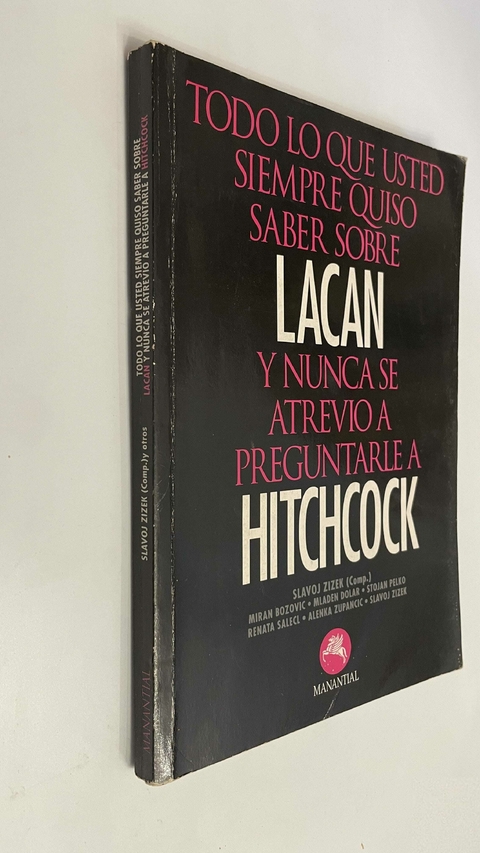 TODO LO QUE USTED
SIEMPRE QUISO
SABER SOBRE
LACAN
Y NUNCA SE
ATREVIO A
PREGUNTARLE A
HITCHCOCK
SLAVOJ ZIZEK (Comp.)
MIRAN BOZOVIC • MLADEN DOLAR • STOJAN PELKO
RENATA SALECL • ALENKA ZUPANCIC • SLAVOJ ZIZEK
MANANTIAL
TODO LO QUE USTED SIEMPRE QUISO SABER SOBRE
LACAN Y NUNCA SE ATREVIO A PREGUNTARLE A HITCHCOCK
SLAVOJ ZIZEK (Comp.) y otros
MANANTIAL